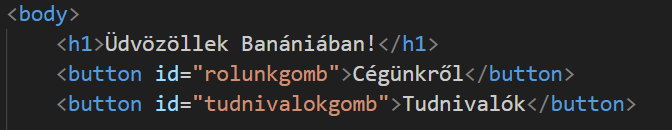 <body>
<h1>Üdvözöllek Banániában!</h1>
<button id="rolunkgomb">Cégünkről</button>
<button id="tudnivalokgomb">Tudnivalók</button>